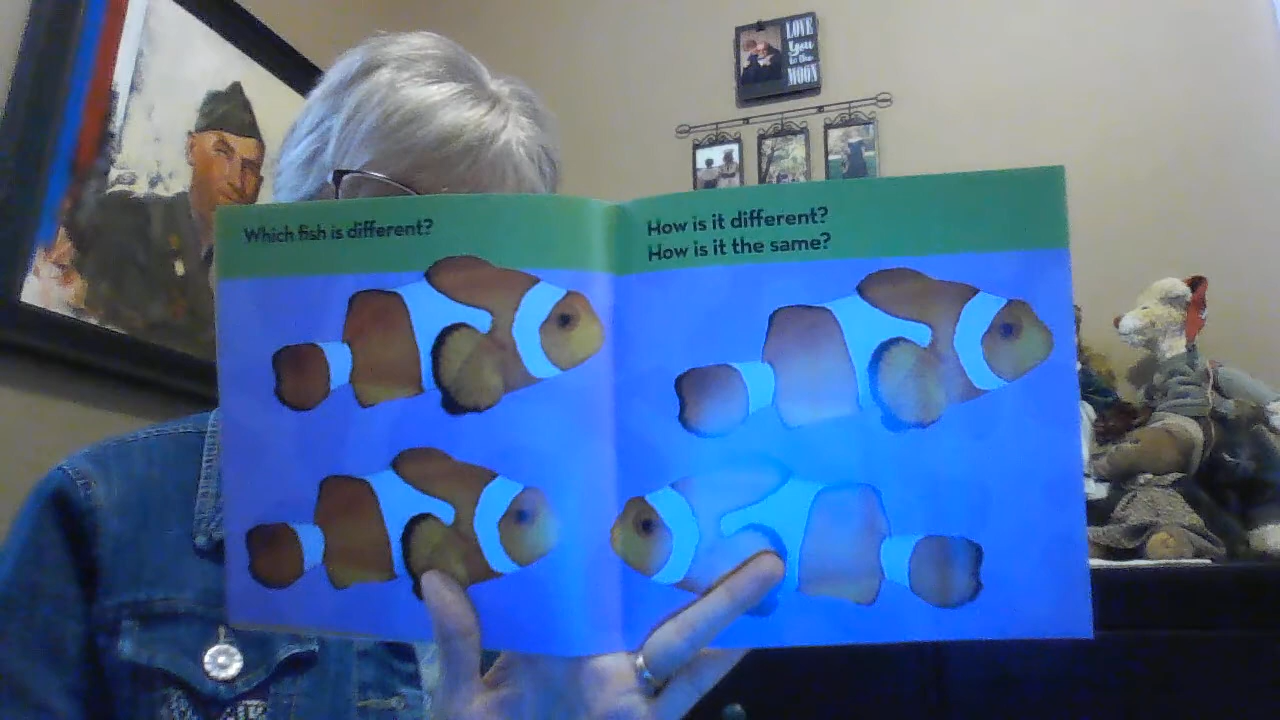 LOVE
You
to the
MOON
Which fish is different?
How is it different?
How is it the same?